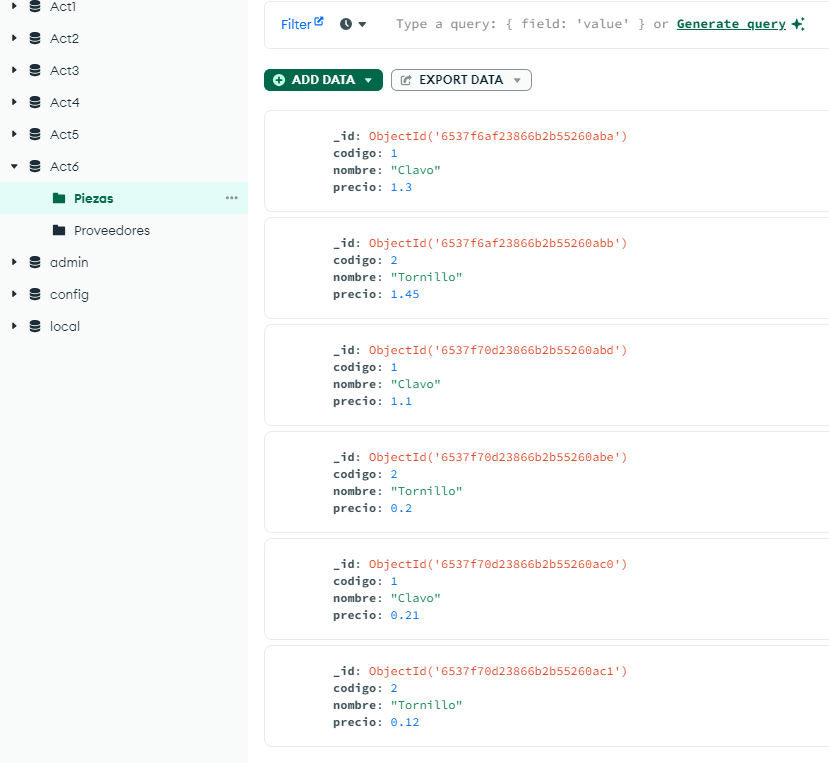 Act1
Act2
Act3
Act4
Act5
Act6
Piezas
Proveedores
admin
config
local
Filter
Type a query: { field: 'value' } or Generate query
ADD DATA
EXPORT DATA
_id: ObjectId('6537f6af23866b2b55260aba')
codigo: 1
nombre: "Clavo"
precio: 1.3
_id: ObjectId('6537f6af23866b2b55260abb')
codigo: 2
nombre: "Tornillo"
precio: 1.45
_id: ObjectId('6537f70d23866b2b55260abd')
codigo: 1
nombre: "Clavo"
precio: 1.1
_id: ObjectId('6537f70d23866b2b55260abe')
codigo: 2
nombre: "Tornillo"
precio: 0.2
_id: ObjectId('6537f70d23866b2b55260ac0')
codigo: 1
nombre: "Clavo"
precio: 0.21
_id: ObjectId('6537f70d23866b2b55260ac1')
codigo: 2
nombre: "Tornillo"
precio: 0.12